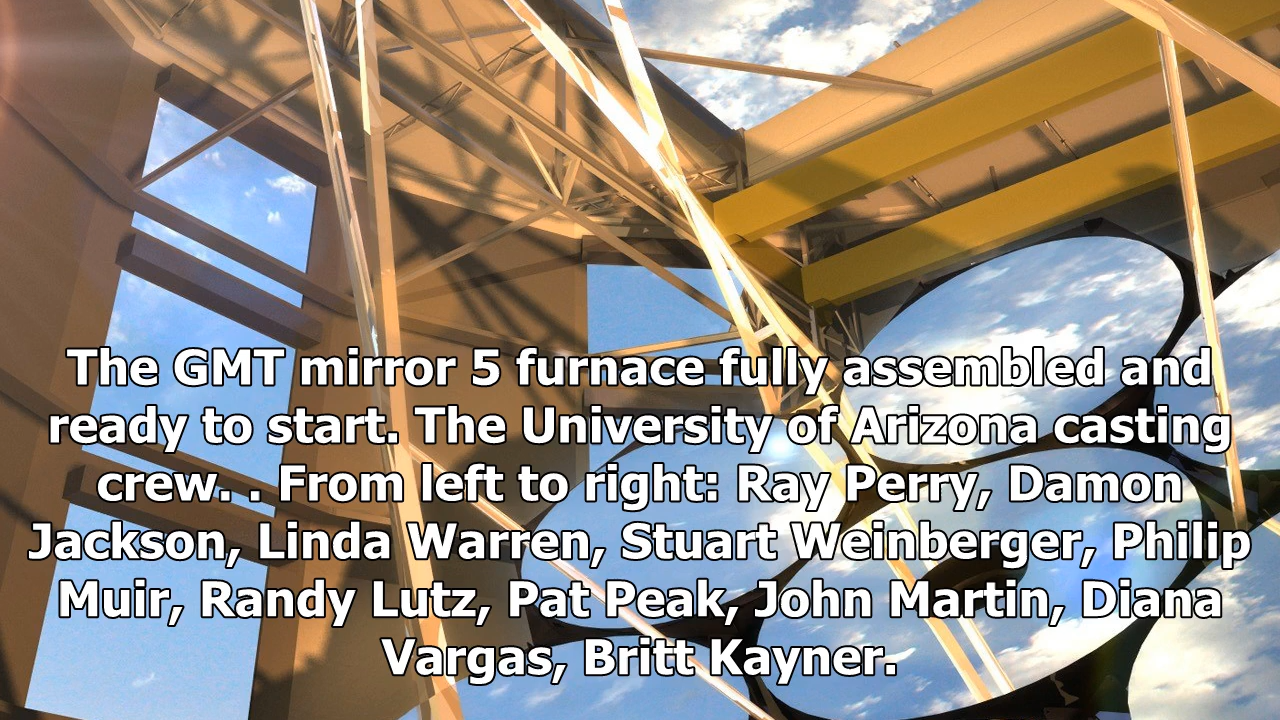 The GMT mirror 5 furnace fully assembled and
ready to start. The University of Arizona casting
crew. . From left to right: Ray Perry, Damon
Jackson, Linda Warren, Stuart Weinberger, Philip
Muir, Randy Lutz, Pat Peak, John Martin, Diana
Vargas, Britt Kayner.